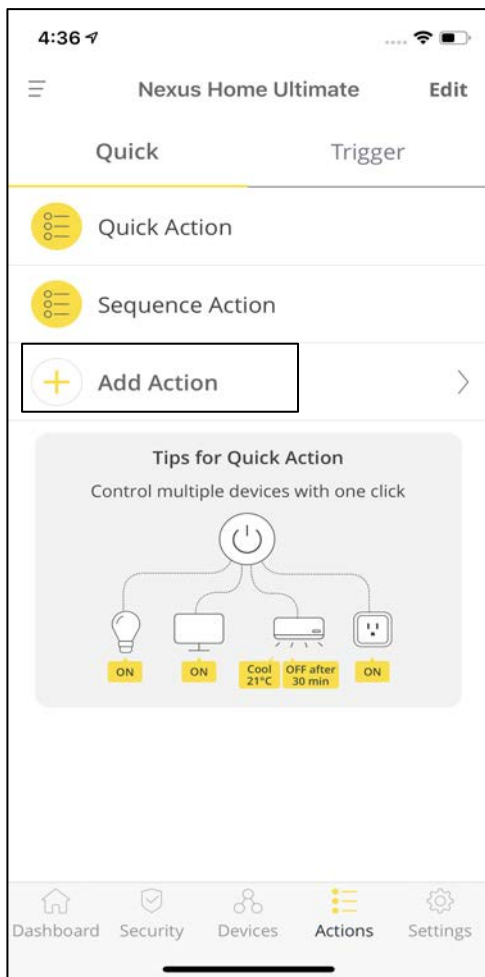 4:36
Nexus Home Ultimate Edit
Quick Trigger
Quick Action
Sequence Action
Add Action
Tips for Quick Action
Control multiple devices with one click
ON ON Cool 21°C OFF after 30 min ON
Dashboard Security Devices Actions Settings